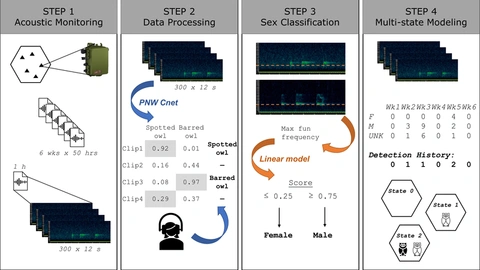 STEP 1
Acoustic Monitoring
6 wks x 50 hrs
1 h
300 x 12 s
STEP 2
Data Processing
300 x 12 s
PNW Cnet
Spotted owl Barred owl
Clip1 0.92 0.01 Spotted owl
Clip2 0.16 0.44 —
Clip3 0.08 0.97 Barred owl
Clip4 0.29 0.37 —
STEP 3
Sex Classification
Max fun frequency
Linear model
Score
≤ 0.25 ≥ 0.75
Female Male
STEP 4
Multi-state Modeling
Wk1 Wk2 Wk3 Wk4 Wk5 Wk6
F 0 0 0 0 4 0
M 0 3 9 0 2 0
UNK 0 1 6 0 1 0
Detection History:
0 1 1 0 2 0
State 0
State 1
State 2